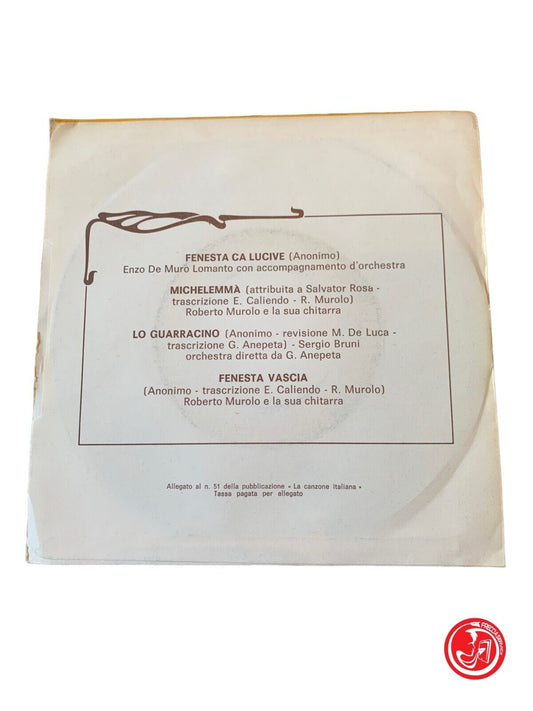 FENESTA CA LUCIVE (Anonimo)
Enzo De Muro Lomanto con accompagnamento d'orchestra
MICHELEMMÀ (attribuita a Salvator Rosa -
trascrizione E. Caliendo - R. Murolo)
Roberto Murolo e la sua chitarra
LO GUARRACINO (Anonimo - revisione M. De Luca -
trascrizione G. Anepeta) - Sergio Bruni
orchestra diretta da G. Anepeta
FENESTA VASCIA
(Anonimo - trascrizione E. Caliendo - R. Murolo)
Roberto Murolo e la sua chitarra
Allegato al n. 51 della pubblicazione « La canzone italiana »
Tassa pagata per allegato